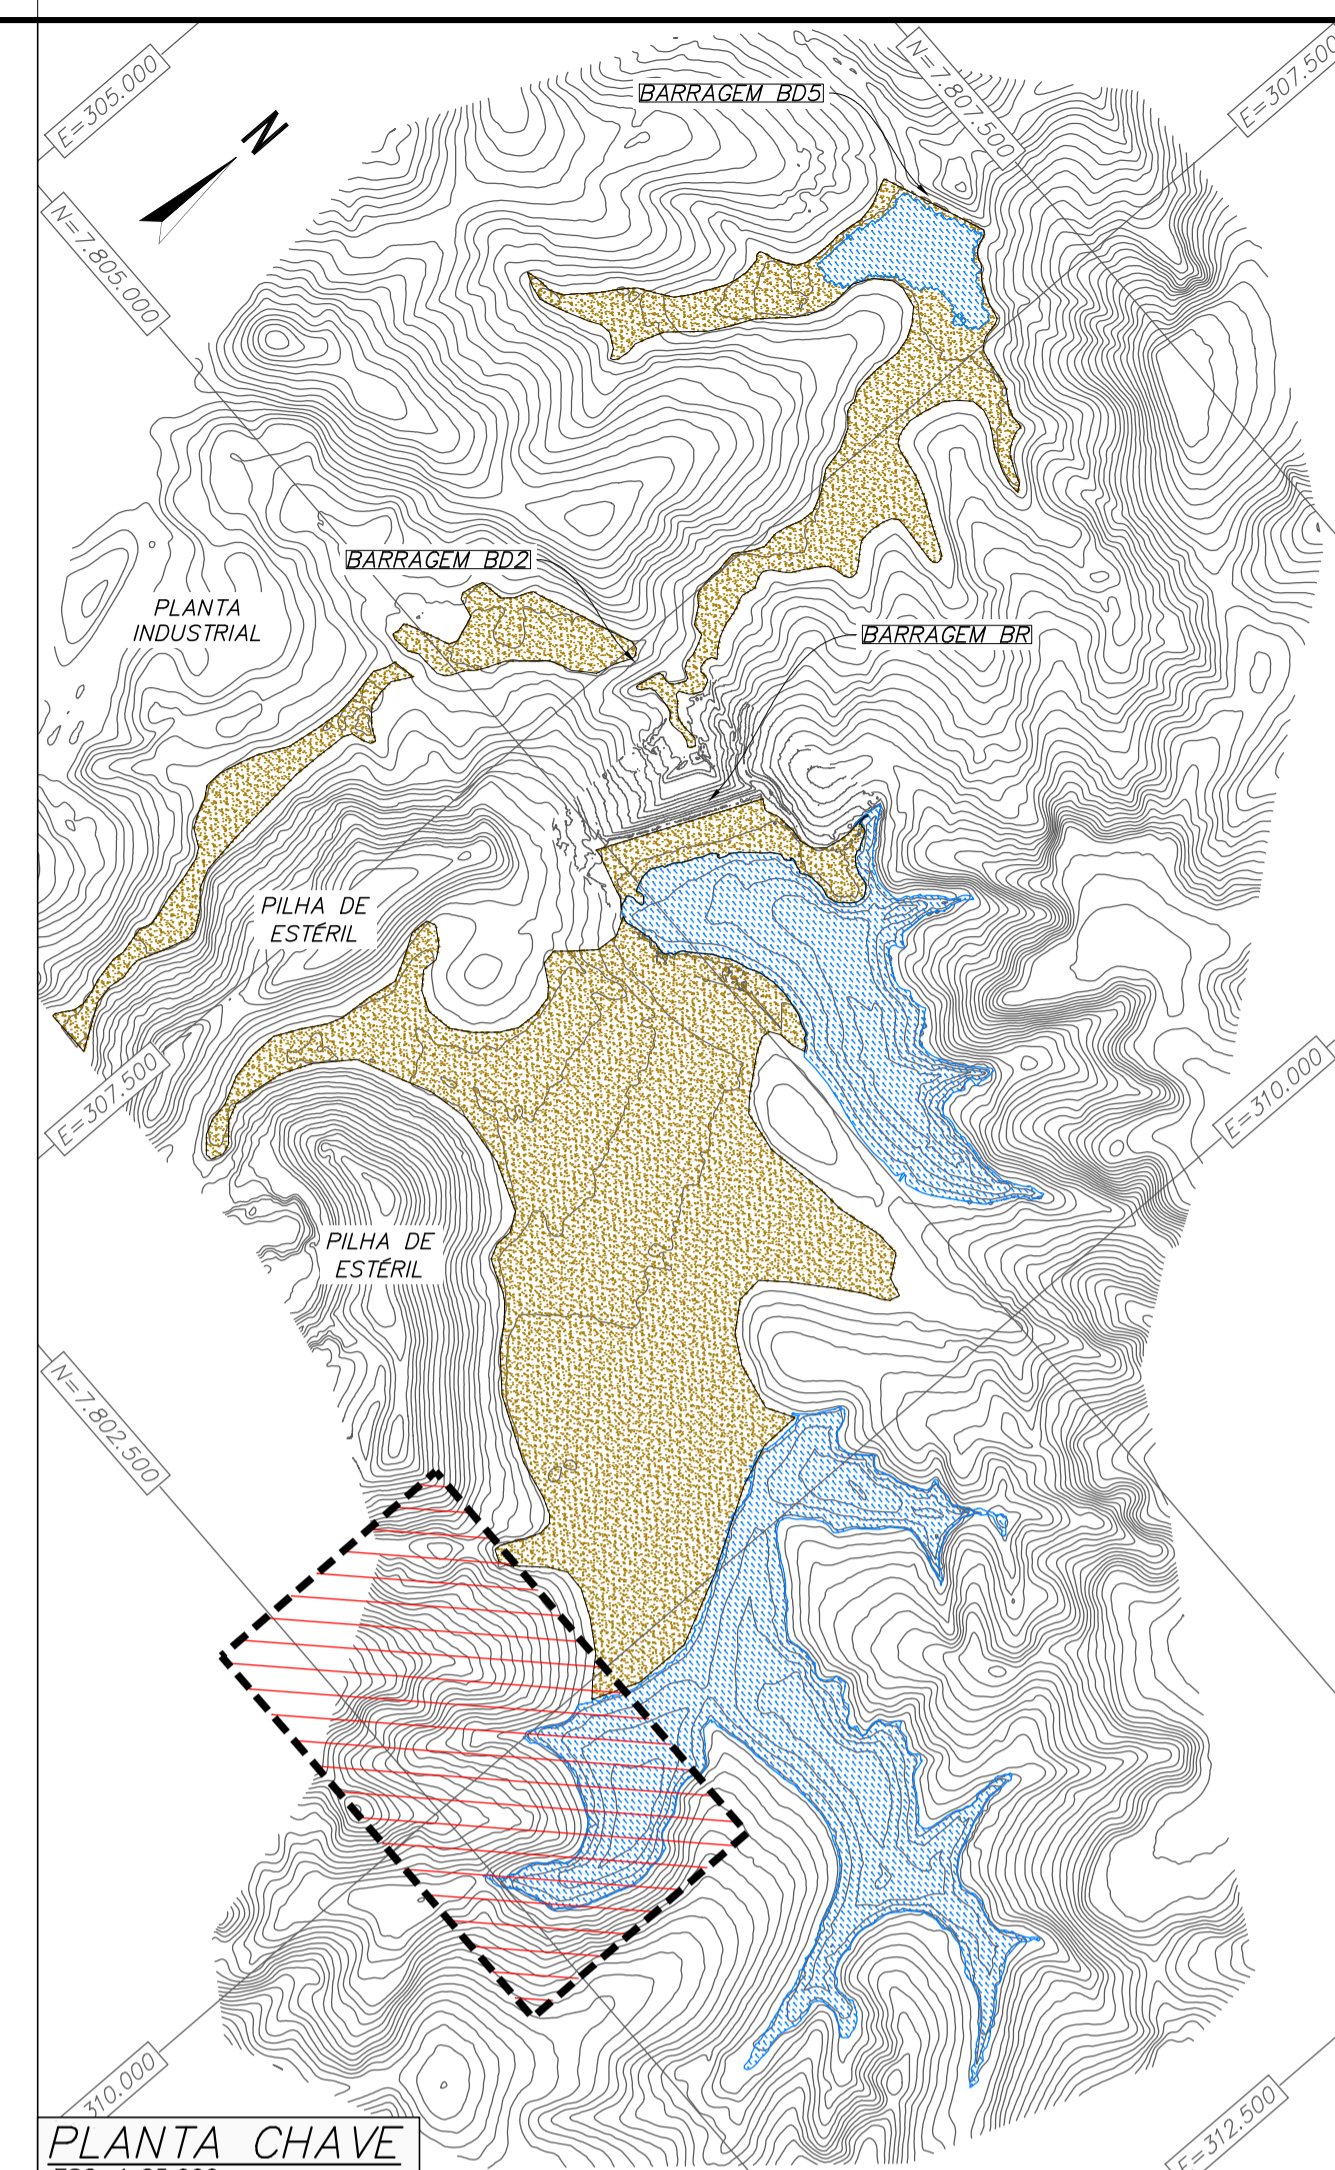 E=305.000
N
BARRAGEM BD5
N=7.807.500
E=307.500
N=7.805.000
BARRAGEM BD2
PLANTA
INDUSTRIAL
BARRAGEM BR
PILHA DE
ESTÉRIL
E=307.500
E=310.000
PILHA DE
ESTÉRIL
N=7.802.500
310.000
E=312.500
PLANTA CHAVE